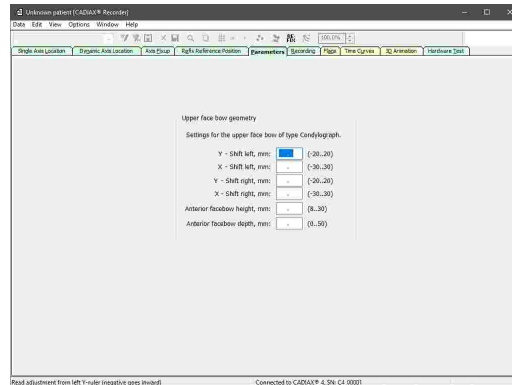 Unknown patient [CADIAX® Recorder]
Data Edit View Options Window Help
100.0%
Single Axis Location Dynamic Axis Location Axis Pickup Refix Reference Position Parameters Recording Flags Time Curves 3D Animation Hardware Test
Upper face bow geometry
Settings for the upper face bow of type Condylograph.
Y - Shift left, mm: (-20..20)
X - Shift left, mm: (-30..30)
Y - Shift right, mm: (-20..20)
X - Shift right, mm: (-30..30)
Anterior facebow height, mm: (8..30)
Anterior facebow depth, mm: (0..50)
Read adjustment from left Y-ruler (negative goes inward) Connected to CADIAX® 4, SN: C4 00001